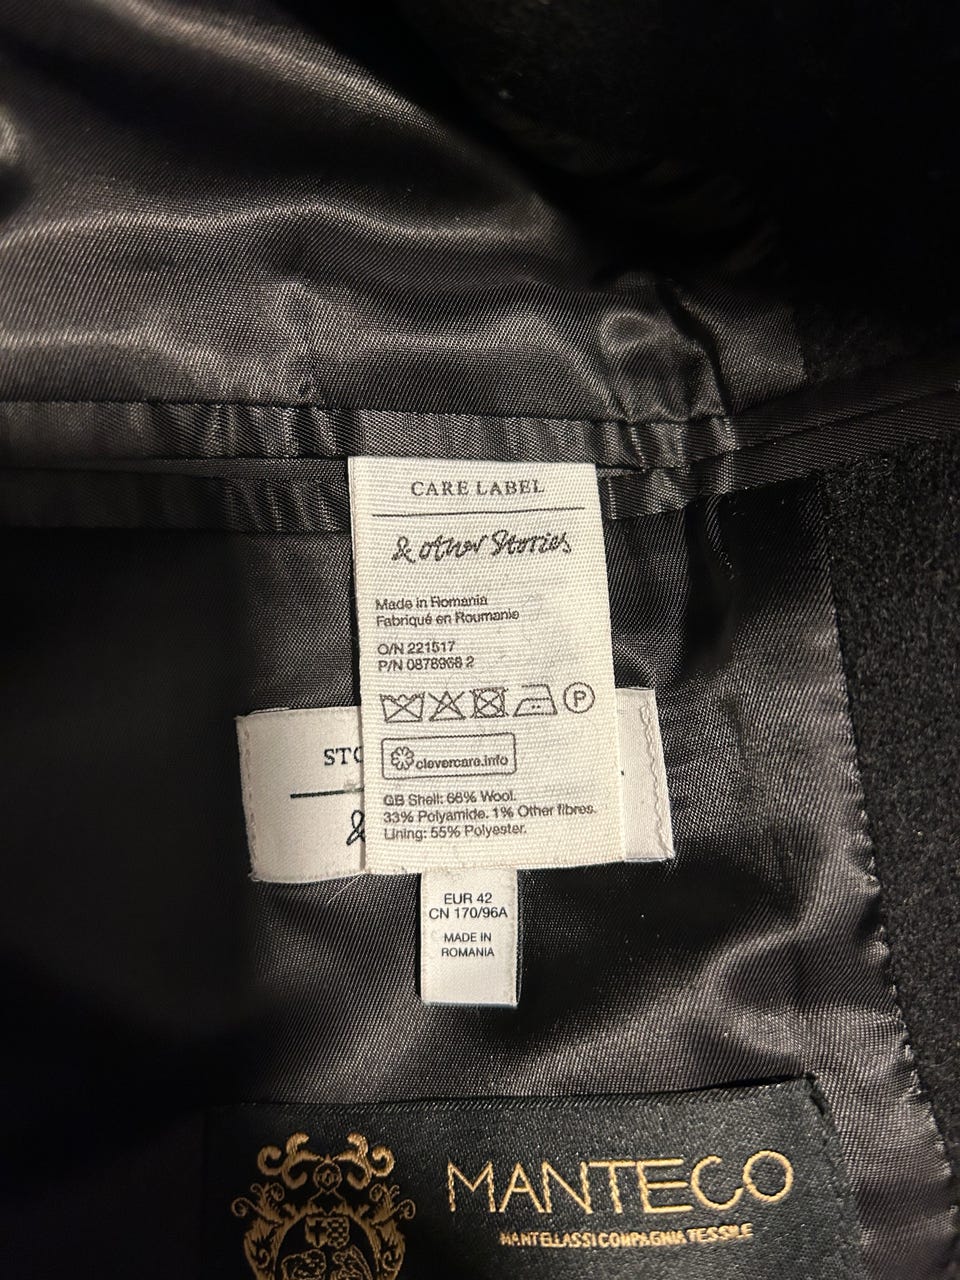 CARE LABEL
& other Stories
Made in Romania
Fabriqué en Roumanie
O/N 221517
P/N 0878968 2
P
clevercare.info
STO
&
GB Shell: 66% Wool.
33% Polyamide. 1% Other fibres.
Lining: 55% Polyester.
EUR 42
CN 170/96A
MADE IN
ROMANIA
MANTECO
MANTELLASSI COMPAGNIA TESSILE